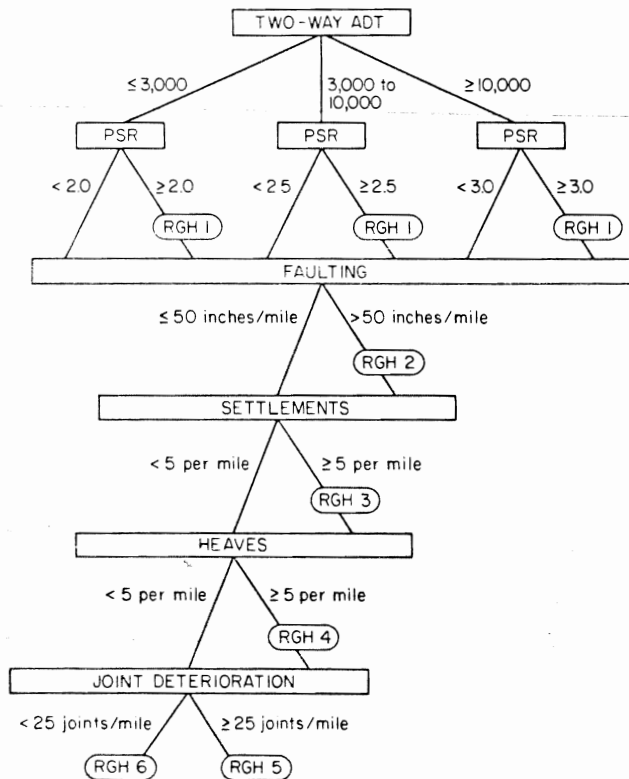 TWO-WAY ADT
≤3,000
3,000 to
10,000
≥10,000
PSR
PSR
PSR
<2.0
≥2.0
<2.5
≥2.5
<3.0
≥3.0
RGH 1
RGH 1
RGH 1
FAULTING
≤50 inches/mile
>50 inches/mile
RGH 2
SETTLEMENTS
<5 per mile
≥5 per mile
RGH 3
HEAVES
<5 per mile
≥5 per mile
RGH 4
JOINT DETERIORATION
<25 joints/mile
≥25 joints/mile
RGH 6
RGH 5